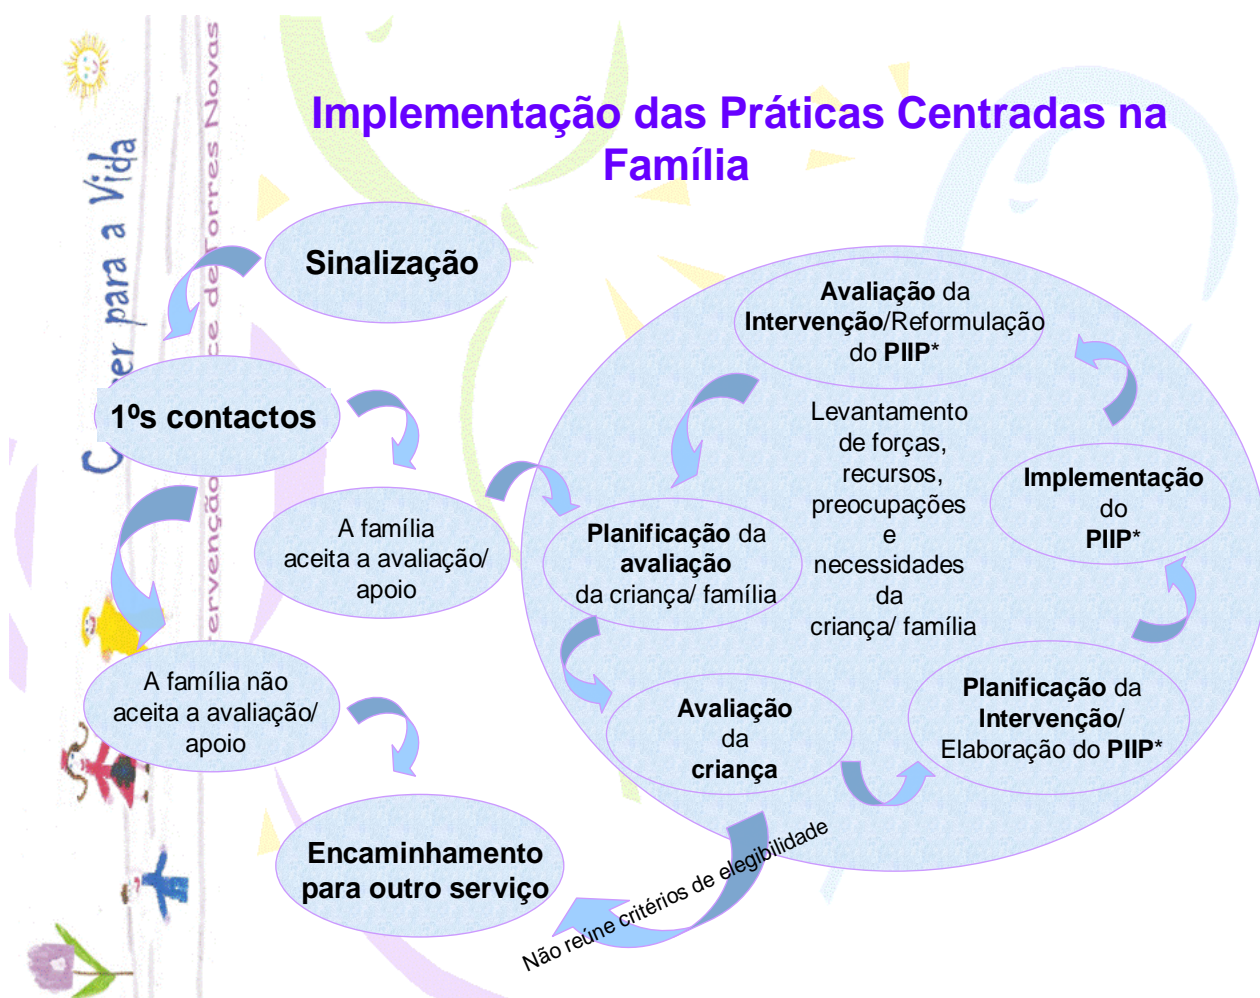 Implementação das Práticas Centradas na
Família
Sinalização
1ºs contactos
A família
aceita a avaliação/
apoio
A família não
aceita a avaliação/
apoio
Encaminhamento
para outro serviço
Avaliação da
Intervenção/Reformulação
do PIIP*
Levantamento
de forças,
recursos,
preocupações
e
necessidades
da
criança/ família
Planificação da
avaliação
da criança/ família
Avaliação
da
criança
Planificação da
Intervenção/
Elaboração do PIIP*
Implementação
do
PIIP*
Não reúne critérios de elegibilidade
para a Vida
de Torres Novas